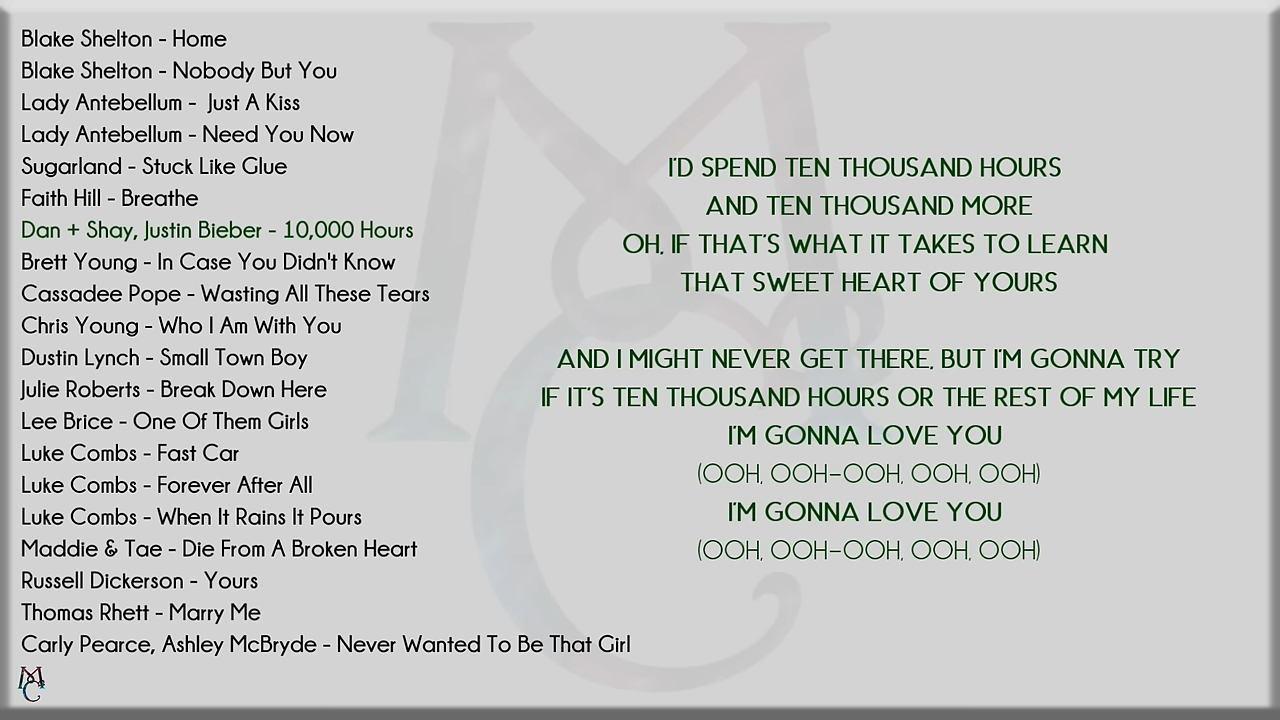 Blake Shelton - Home
Blake Shelton - Nobody But You
Lady Antebellum -  Just A Kiss
Lady Antebellum - Need You Now
Sugarland - Stuck Like Glue
Faith Hill - Breathe
Dan + Shay, Justin Bieber - 10,000 Hours
Brett Young - In Case You Didn't Know
Cassadee Pope - Wasting All These Tears
Chris Young - Who I Am With You
Dustin Lynch - Small Town Boy
Julie Roberts - Break Down Here
Lee Brice - One Of Them Girls
Luke Combs - Fast Car
Luke Combs - Forever After All
Luke Combs - When It Rains It Pours
Maddie & Tae - Die From A Broken Heart
Russell Dickerson - Yours
Thomas Rhett - Marry Me
Carly Pearce, Ashley McBryde - Never Wanted To Be That Girl
I'D SPEND TEN THOUSAND HOURS
AND TEN THOUSAND MORE
OH, IF THAT'S WHAT IT TAKES TO LEARN
THAT SWEET HEART OF YOURS
AND I MIGHT NEVER GET THERE, BUT I'M GONNA TRY
IF IT'S TEN THOUSAND HOURS OR THE REST OF MY LIFE
I'M GONNA LOVE YOU
(OOH, OOH-OOH, OOH, OOH)
I'M GONNA LOVE YOU
(OOH, OOH-OOH, OOH, OOH)
MC